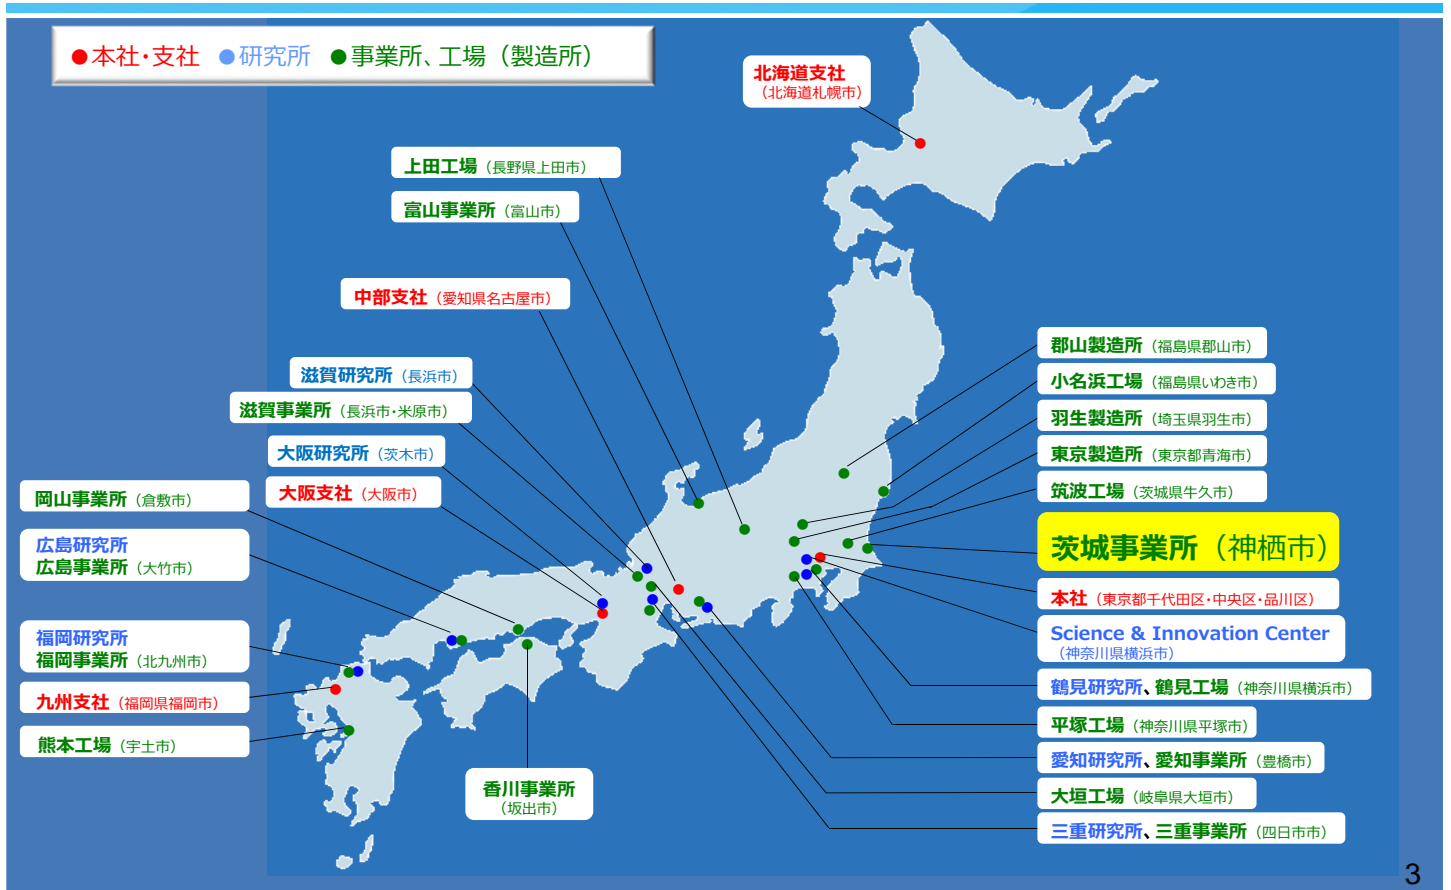 ●本社・支社 ●研究所 ●事業所、工場（製造所）
北海道支社
（北海道札幌市）
上田工場（長野県上田市）
富山事業所（富山市）
中部支社（愛知県名古屋市）
滋賀研究所（長浜市）
滋賀事業所（長浜市・米原市）
大阪研究所（茨木市）
大阪支社（大阪市）
岡山事業所（倉敷市）
広島研究所
広島事業所（大竹市）
福岡研究所
福岡事業所（北九州市）
九州支社（福岡県福岡市）
熊本工場（宇土市）
香川事業所
（坂出市）
郡山製造所（福島県郡山市）
小名浜工場（福島県いわき市）
羽生製造所（埼玉県羽生市）
東京製造所（東京都青海市）
筑波工場（茨城県牛久市）
茨城事業所（神栖市）
本社（東京都千代田区・中央区・品川区）
Science & Innovation Center
（神奈川県横浜市）
鶴見研究所、鶴見工場（神奈川県横浜市）
平塚工場（神奈川県平塚市）
愛知研究所、愛知事業所（豊橋市）
大垣工場（岐阜県大垣市）
三重研究所、三重事業所（四日市市）
3